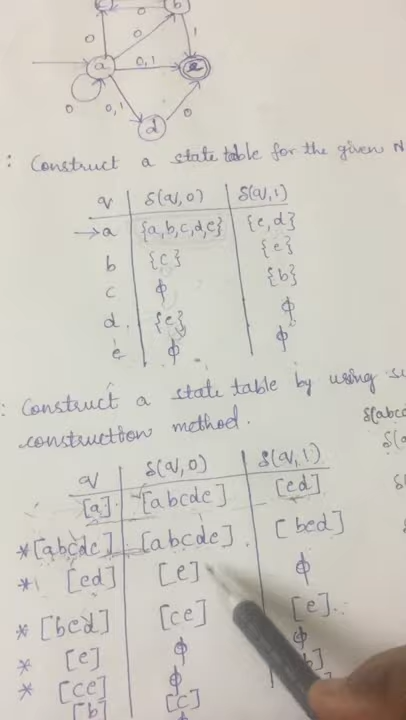 0 b
0 0 1
a 0,1 e
0 0,1 0
d
: Construct a state table for the given
q δ(q,0) δ(q,1)
→a {a,b,c,d,e} {e,d}
b {c} {e}
c ϕ {b}
d. {e} ϕ
e ϕ ϕ
: Construct a state table by using
construction method.
q δ(q,0) δ(q,1)
[a] [abcde] [ed]
*[abcde] [abcde] [bed]
* [ed] [e] ϕ
* [bed] [ce] [e]
* [e] ϕ ϕ
* [ce] ϕ
[b] [c]